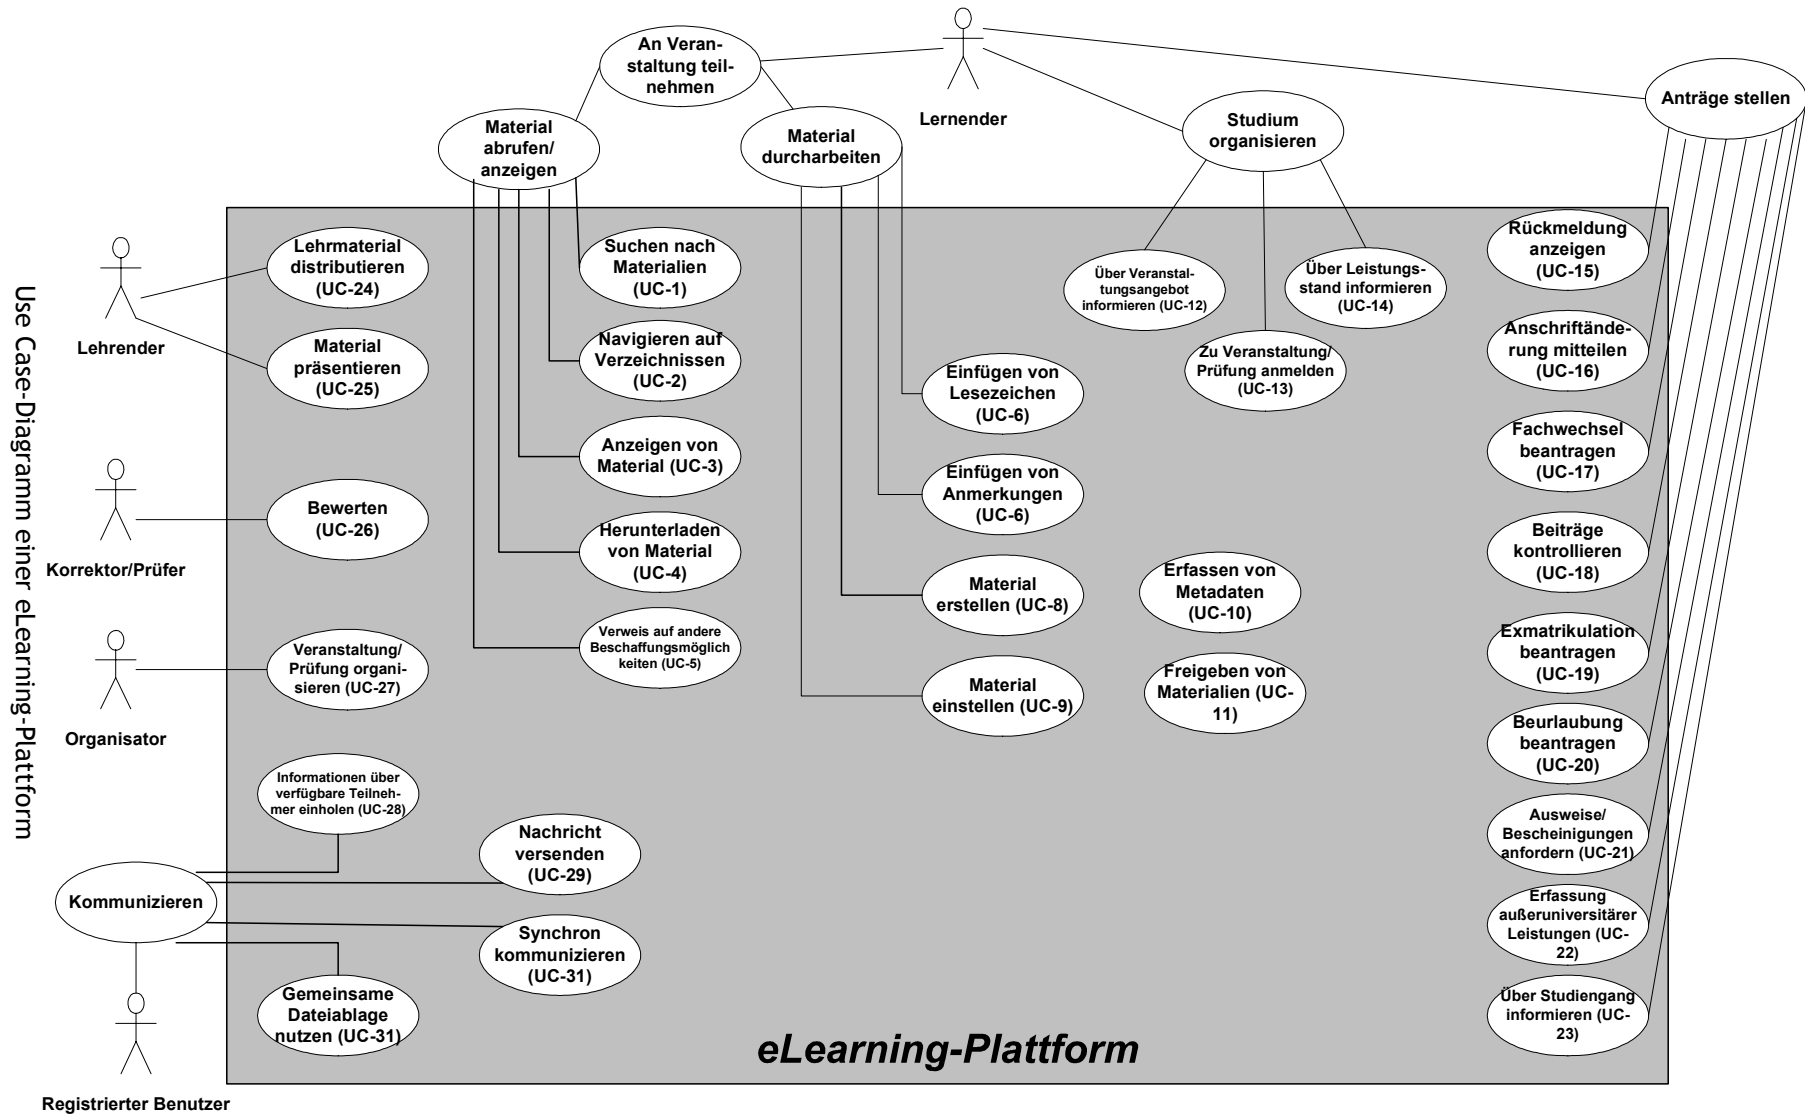 An Veran-
staltung teil-
nehmen
Lernender
Anträge stellen
Material
abrufen/
anzeigen
Material
durcharbeiten
Studium
organisieren
Use Case-Diagramm einer eLearning-Plattform
Lehrender
Korrektor/Prüfer
Organisator
Lehrmaterial
distributieren
(UC-24)
Material
präsentieren
(UC-25)
Bewerten
(UC-26)
Veranstaltung/
Prüfung organi-
sieren (UC-27)
Informationen über
verfügbare Teilneh-
mer einholen (UC-28)
Suchen nach
Materialien
(UC-1)
Navigieren auf
Verzeichnissen
(UC-2)
Anzeigen von
Material (UC-3)
Herunterladen
von Material
(UC-4)
Verweis auf andere
Beschaffungsmöglich
keiten (UC-5)
Nachricht
versenden
(UC-29)
Synchron
kommunizieren
(UC-31)
Kommunizieren
Gemeinsame
Dateiablage
nutzen (UC-31)
Registrierter Benutzer
Einfügen von
Lesezeichen
(UC-6)
Einfügen von
Anmerkungen
(UC-6)
Material
erstellen (UC-8)
Material
einstellen (UC-9)
Über Veranstal-
tungsangebot
informieren (UC-12)
Über Leistungs-
stand informieren
(UC-14)
Zu Veranstaltung/
Prüfung anmelden
(UC-13)
Erfassen von
Metadaten
(UC-10)
Freigeben von
Materialien (UC-
11)
Rückmeldung
anzeigen
(UC-15)
Anschriftände-
rung mitteilen
(UC-16)
Fachwechsel
beantragen
(UC-17)
Beiträge
kontrollieren
(UC-18)
Exmatrikulation
beantragen
(UC-19)
Beurlaubung
beantragen
(UC-20)
Ausweise/
Bescheinigungen
anfordern (UC-21)
Erfassung
außeruniversitärer
Leistungen (UC-
22)
Über Studiengang
informieren (UC-
23)
eLearning-Plattform